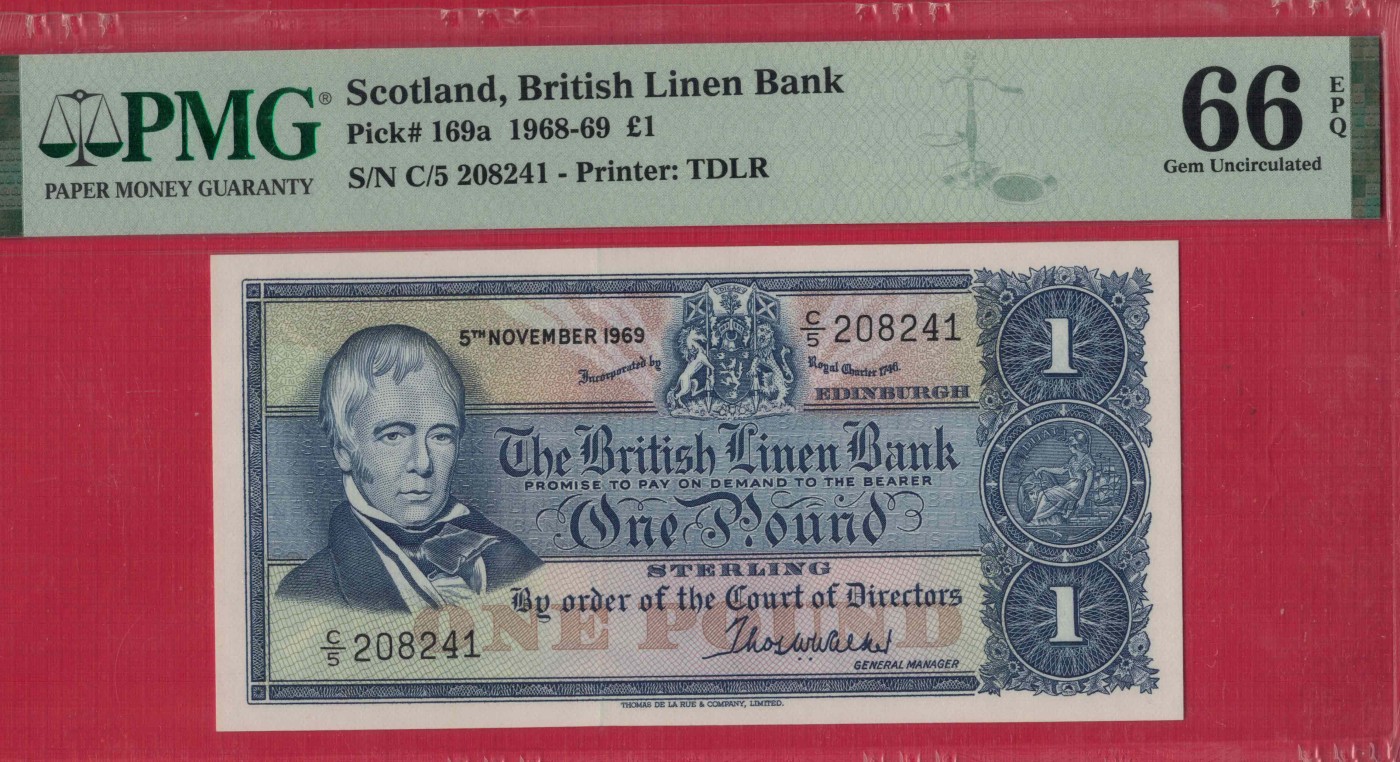 PMG®
PAPER MONEY GUARANTY
Scotland, British Linen Bank
Pick# 169a 1968-69 £1
S/N C/5 208241 - Printer: TDLR
66 EPQ
Gem Uncirculated
5TH NOVEMBER 1969
C/5 208241
Incorporated by Royal Charter 1746.
EDINBURGH
1
The British Linen Bank
PROMISE TO PAY ON DEMAND TO THE BEARER
One Pound
STERLING
By order of the Court of Directors
ONE POUND
1
C/5 208241
Thos W Walker
GENERAL MANAGER
THOMAS DE LA RUE & COMPANY, LIMITED.